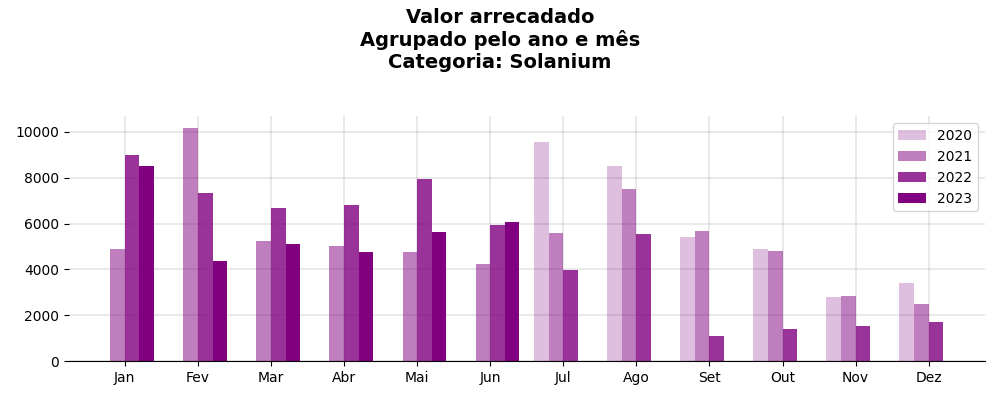 Valor arrecadado
Agrupado pelo ano e mês
Categoria: Solanium
10000
8000
6000
4000
2000
0
2020
2021
2022
2023
Jan Fev Mar Abr Mai Jun Jul Ago Set Out Nov Dez